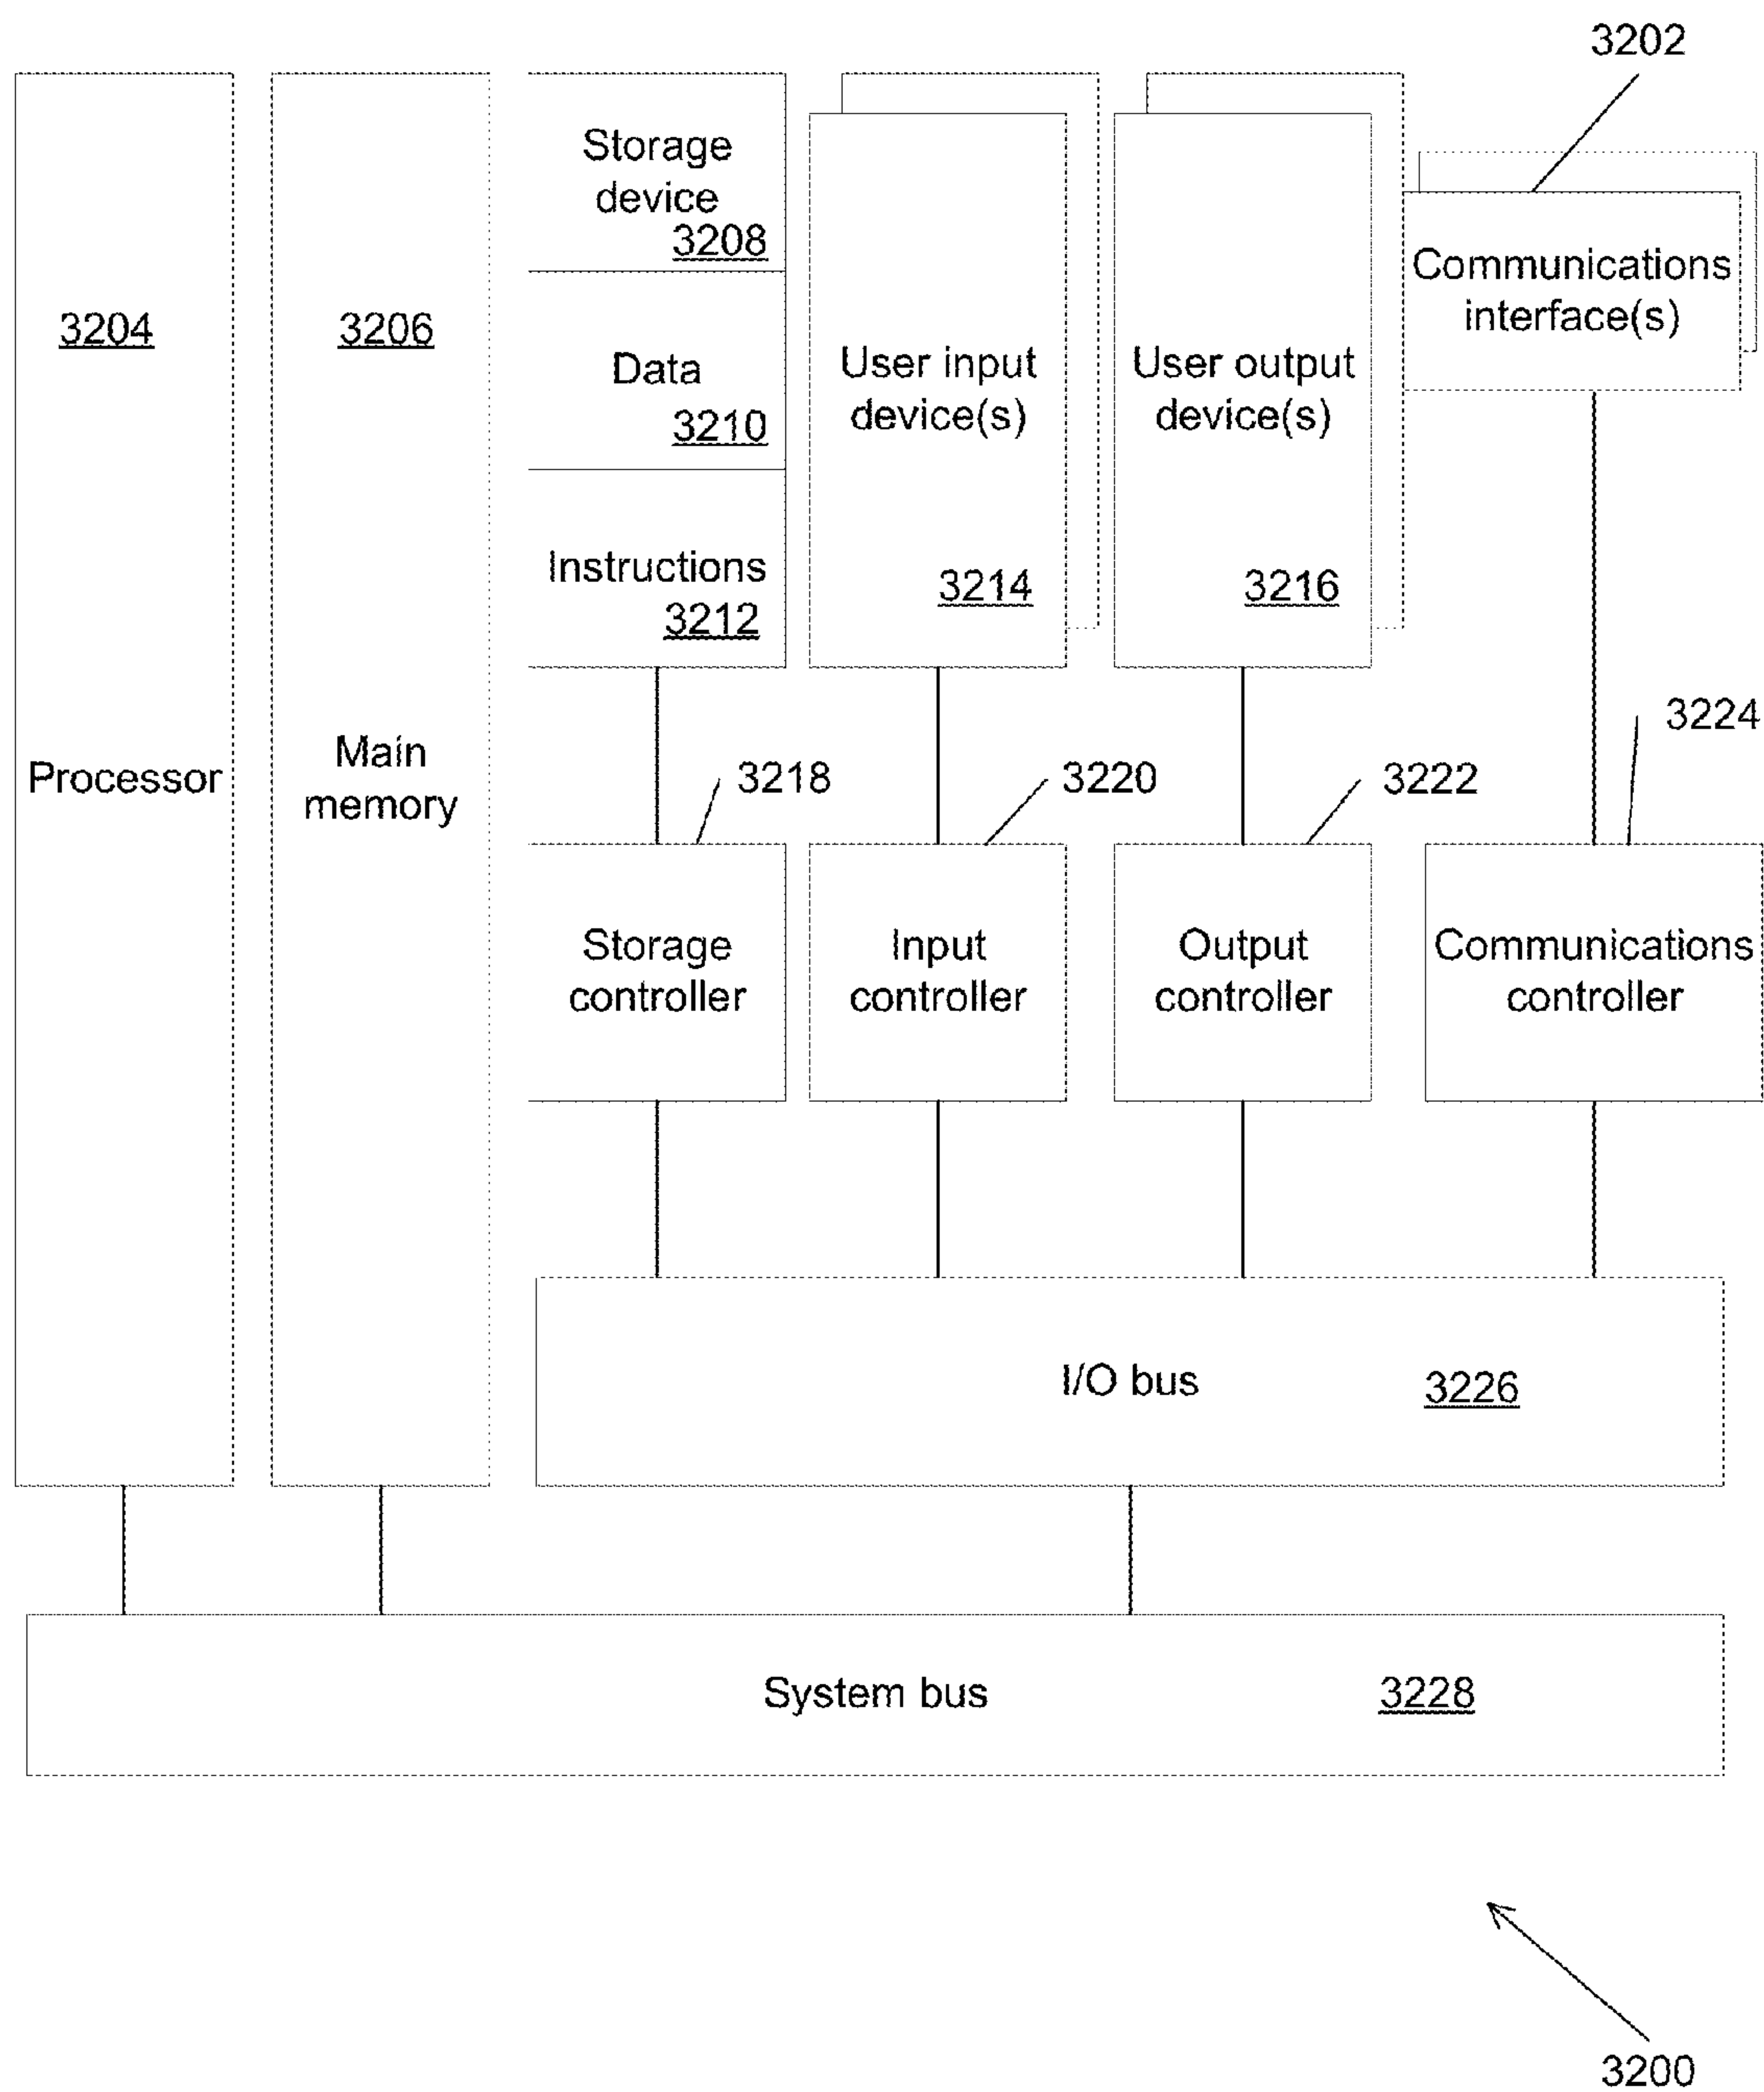 3202
Storage
device
3208
Communications
interface(s)
3204
3206
Data
3210
User input
device(s)
User output
device(s)
Instructions
3212
3214
3216
Processor
Main
memory
3218
3220
3222
3224
Storage
controller
Input
controller
Output
controller
Communications
controller
I/O bus
3226
System bus
3228
3200